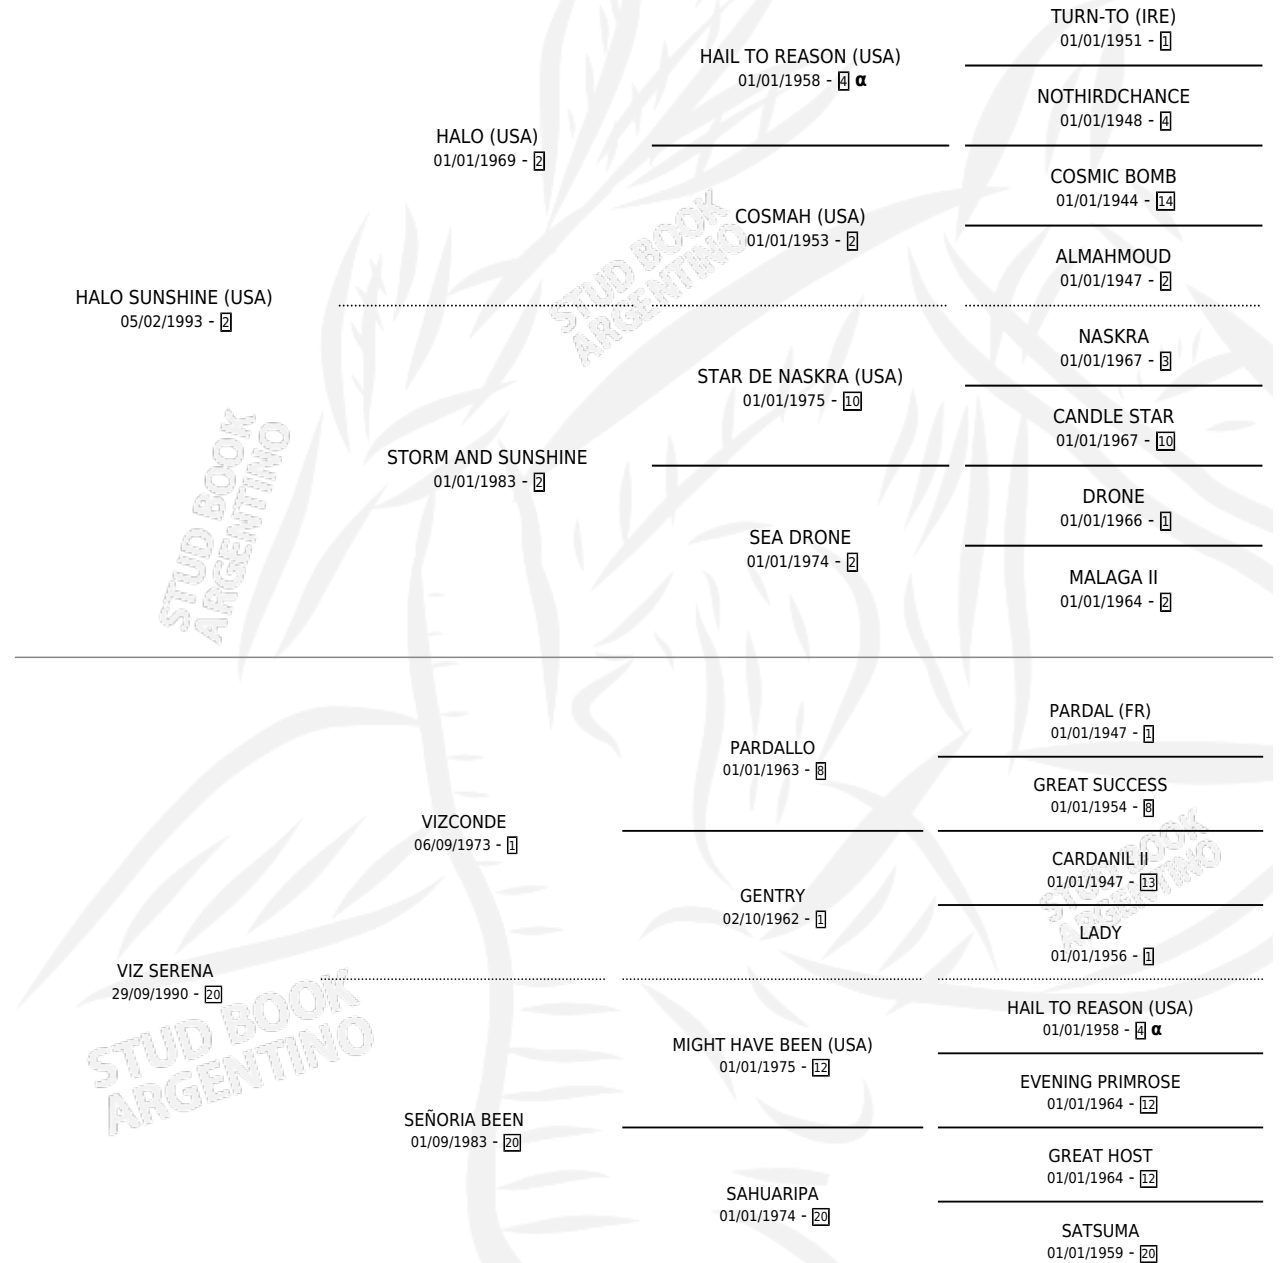 TURN-TO (IRE)
01/01/1951 - 1
HAIL TO REASON (USA)
01/01/1958 - 4 α
NOTHIRDCHANCE
01/01/1948 - 4
HALO (USA)
01/01/1969 - 2
COSMIC BOMB
01/01/1944 - 14
COSMAH (USA)
01/01/1953 - 2
ALMAHMOUD
01/01/1947 - 2
HALO SUNSHINE (USA)
05/02/1993 - 2
NASKRA
01/01/1967 - 3
STAR DE NASKRA (USA)
01/01/1975 - 10
CANDLE STAR
01/01/1967 - 10
STORM AND SUNSHINE
01/01/1983 - 2
DRONE
01/01/1966 - 1
SEA DRONE
01/01/1974 - 2
MALAGA II
01/01/1964 - 2
PARDAL (FR)
01/01/1947 - 1
PARDALLO
01/01/1963 - 8
GREAT SUCCESS
01/01/1954 - 8
VIZCONDE
06/09/1973 - 1
CARDANIL II
01/01/1947 - 13
GENTRY
02/10/1962 - 1
LADY
01/01/1956 - 1
VIZ SERENA
29/09/1990 - 20
HAIL TO REASON (USA)
01/01/1958 - 4 α
MIGHT HAVE BEEN (USA)
01/01/1975 - 12
EVENING PRIMROSE
01/01/1964 - 12
SEÑORIA BEEN
01/09/1983 - 20
GREAT HOST
01/01/1964 - 12
SAHUARIPA
01/01/1974 - 20
SATSUMA
01/01/1959 - 20
STUD BOOK
ARGENTINO
STUD BOOK
ARGENTINO
STUD BOOK
ARGENTINO
STUD BOOK
ARGENTINO